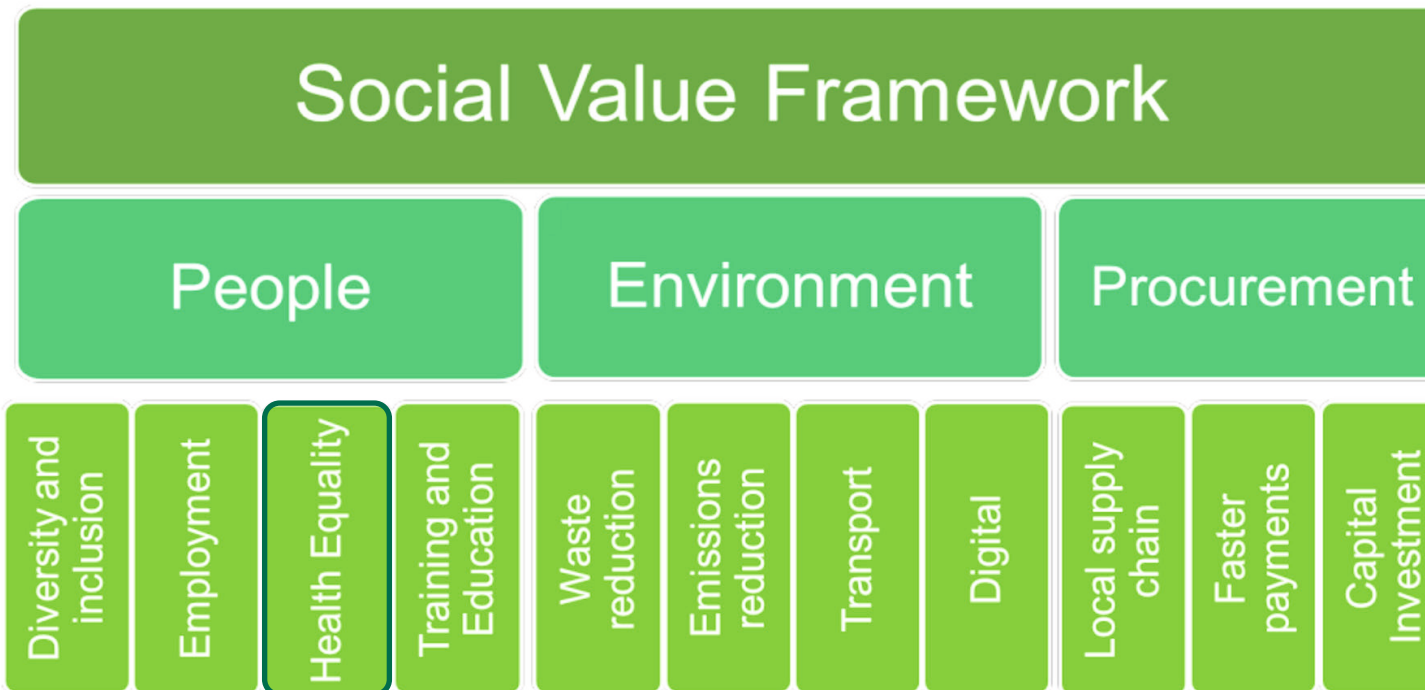 Social Value Framework
People
Environment
Procurement
Diversity and
inclusion
Employment
Health Equality
Training and
Education
Waste
reduction
Emissions
reduction
Transport
Digital
Local supply
chain
Faster
payments
Capital
Investment